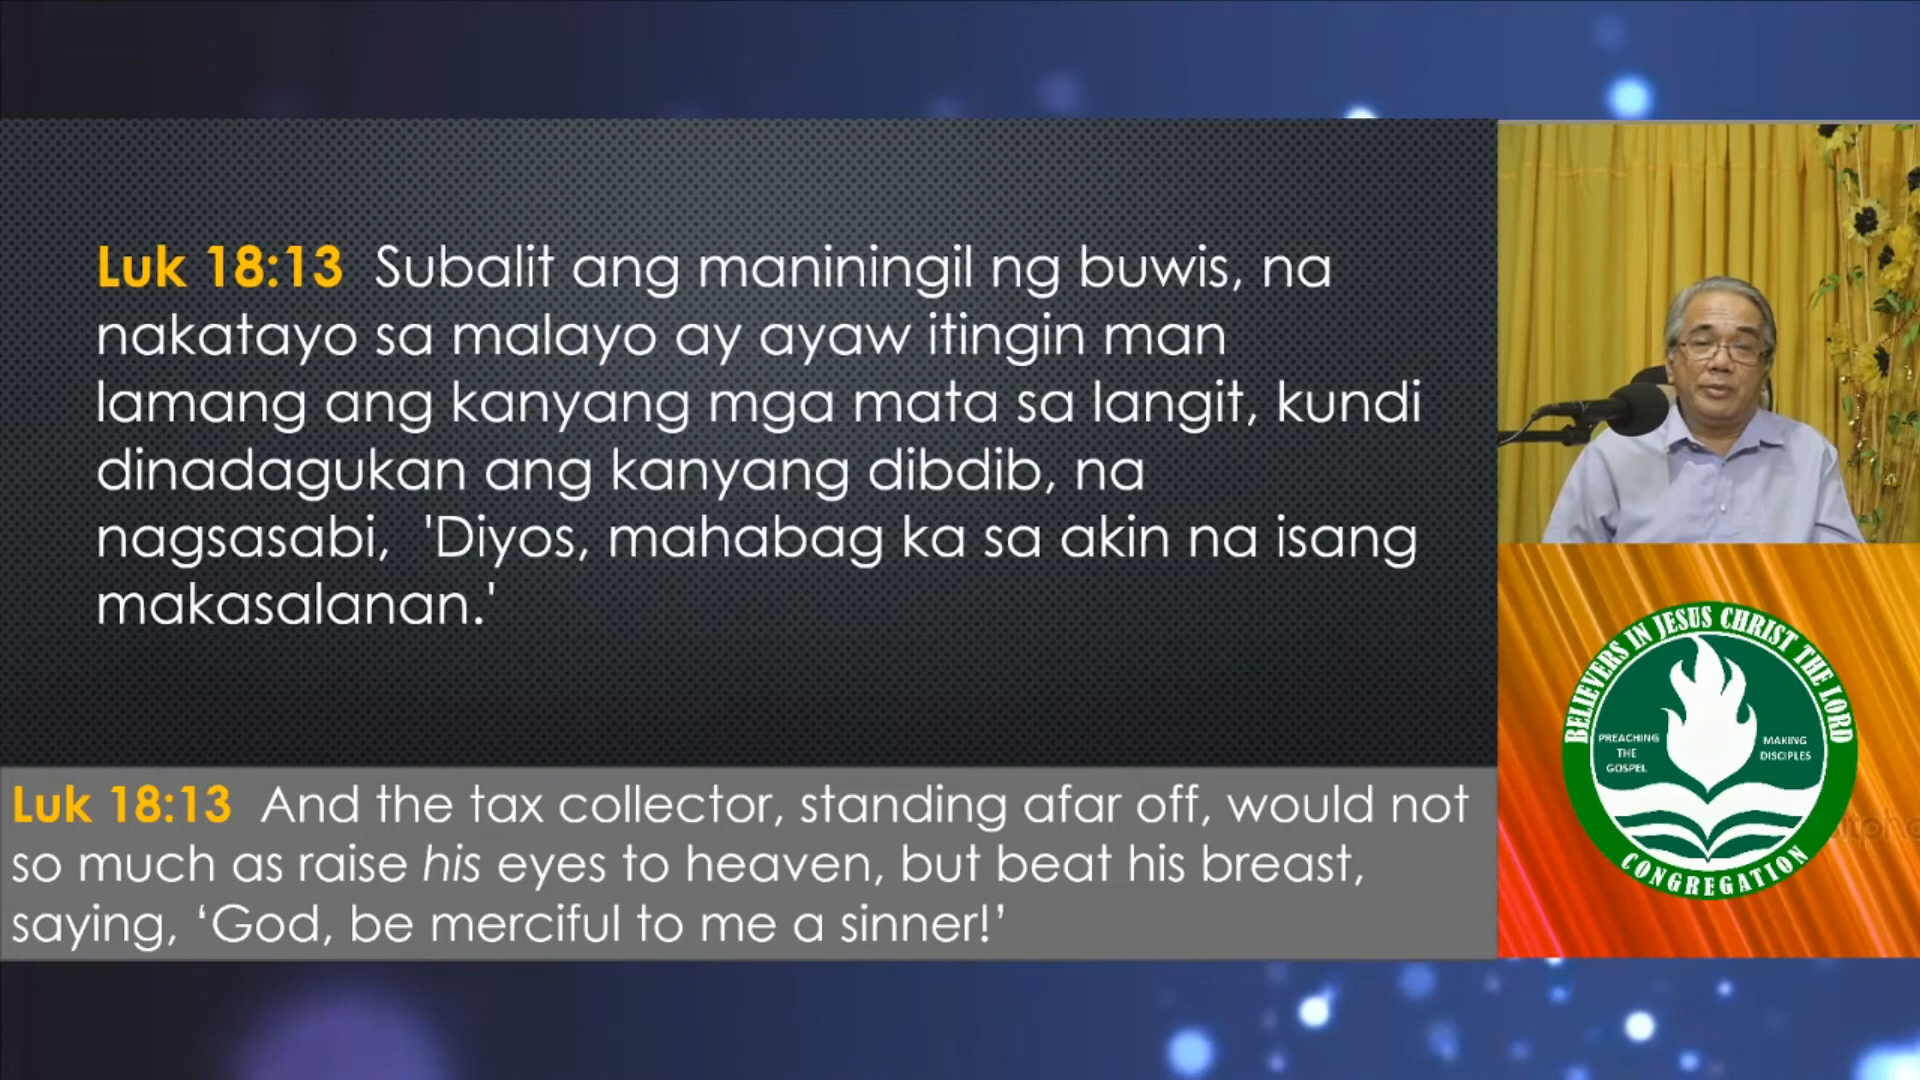 Luk 18:13 Subalit ang maniningil ng buwis, na
nakatayo sa malayo ay ayaw itingin man
lamang ang kanyang mga mata sa langit, kundi
dinadagukan ang kanyang dibdib, na
nagsasabi, 'Diyos, mahabag ka sa akin na isang
makasalanan.'
Luk 18:13 And the tax collector, standing afar off, would not
so much as raise his eyes to heaven, but beat his breast,
saying, ‘God, be merciful to me a sinner!’
BELIEVERS IN JESUS CHRIST THE LORD
PREACHING
THE
GOSPEL
MAKING
DISCIPLES
CONGREGATION